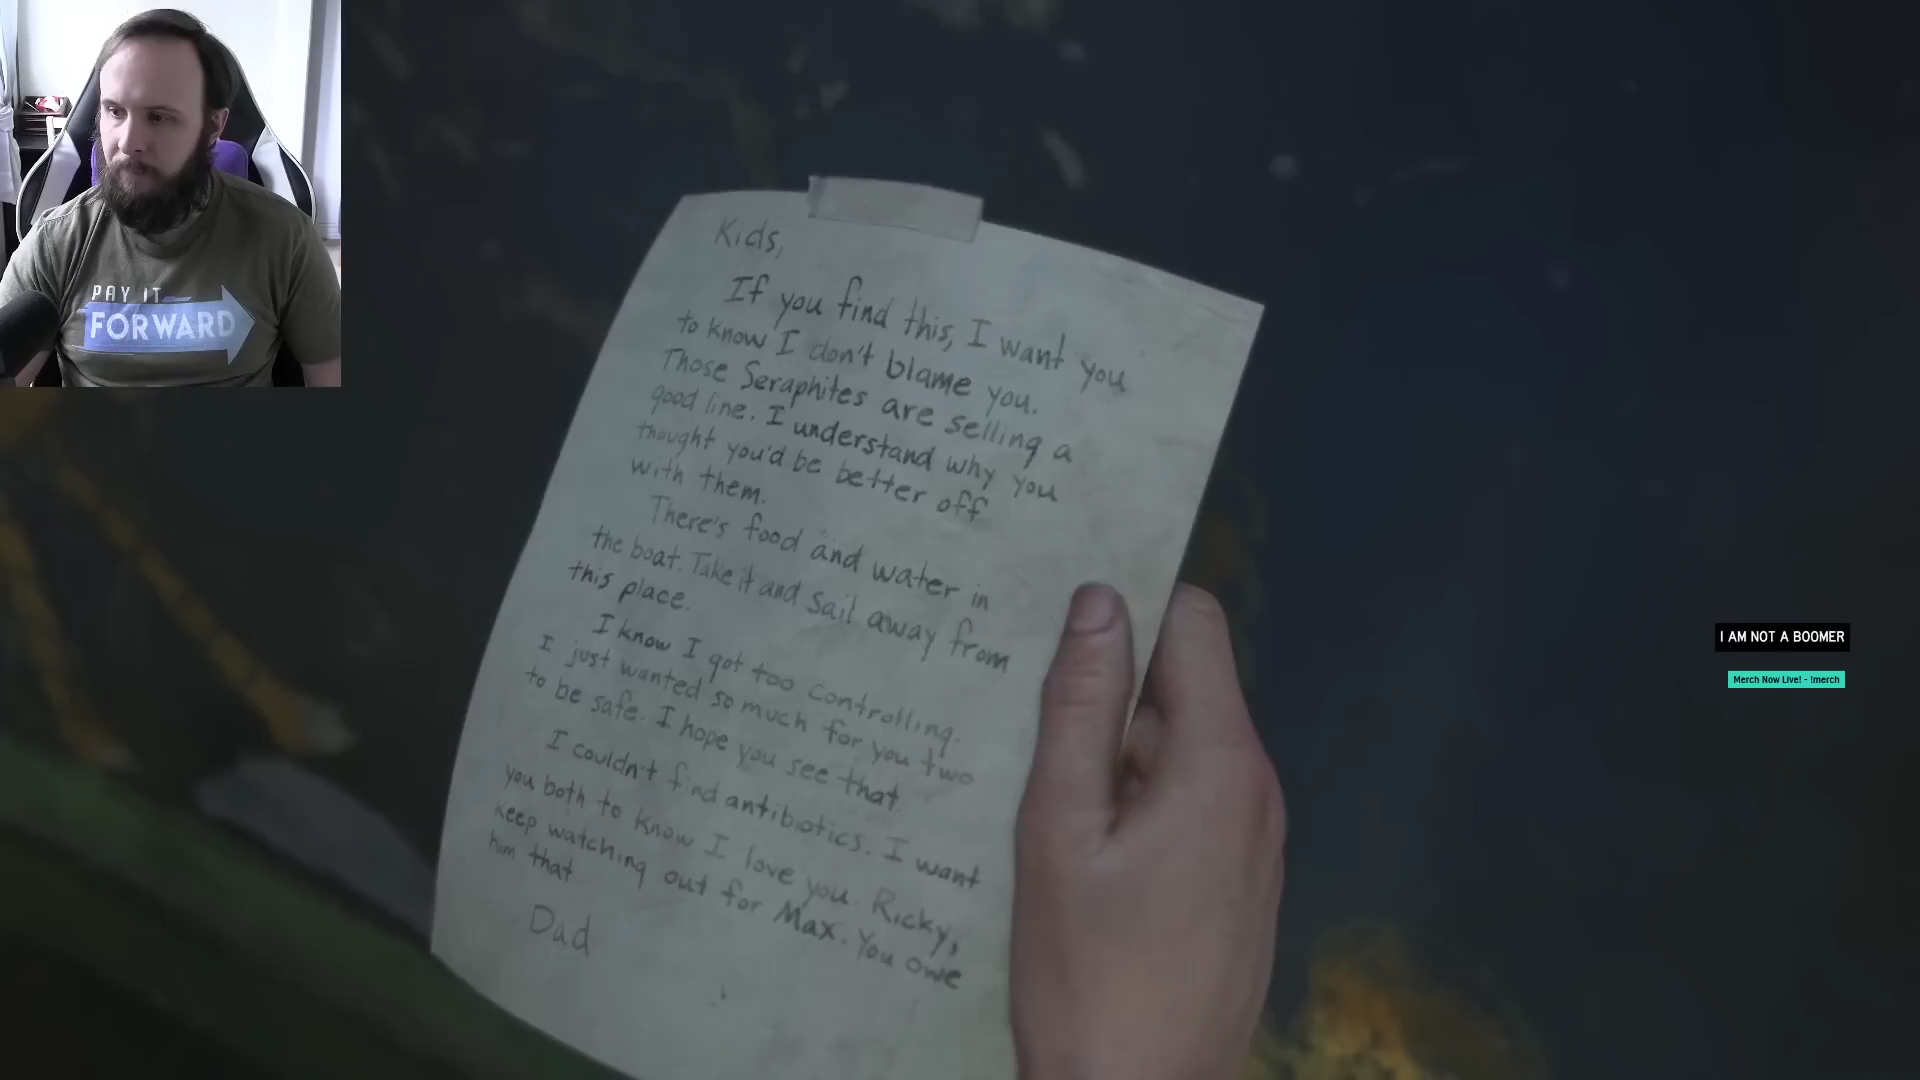 PAY IT
FORWARD
Kids,
If you find this, I want you
to know I don't blame you.
Those Seraphites are selling a
good line. I understand why you
thought you'd be better off
with them.
There's food and water in
the boat. Take it and sail away from
this place.
I know I got too controlling.
I just wanted so much for you two
to be safe. I hope you see that.
I couldn't find antibiotics. I want
you both to know I love you. Ricky,
keep watching out for Max. You owe
him that
Dad
I AM NOT A BOOMER
Merch Now Live! - !merch